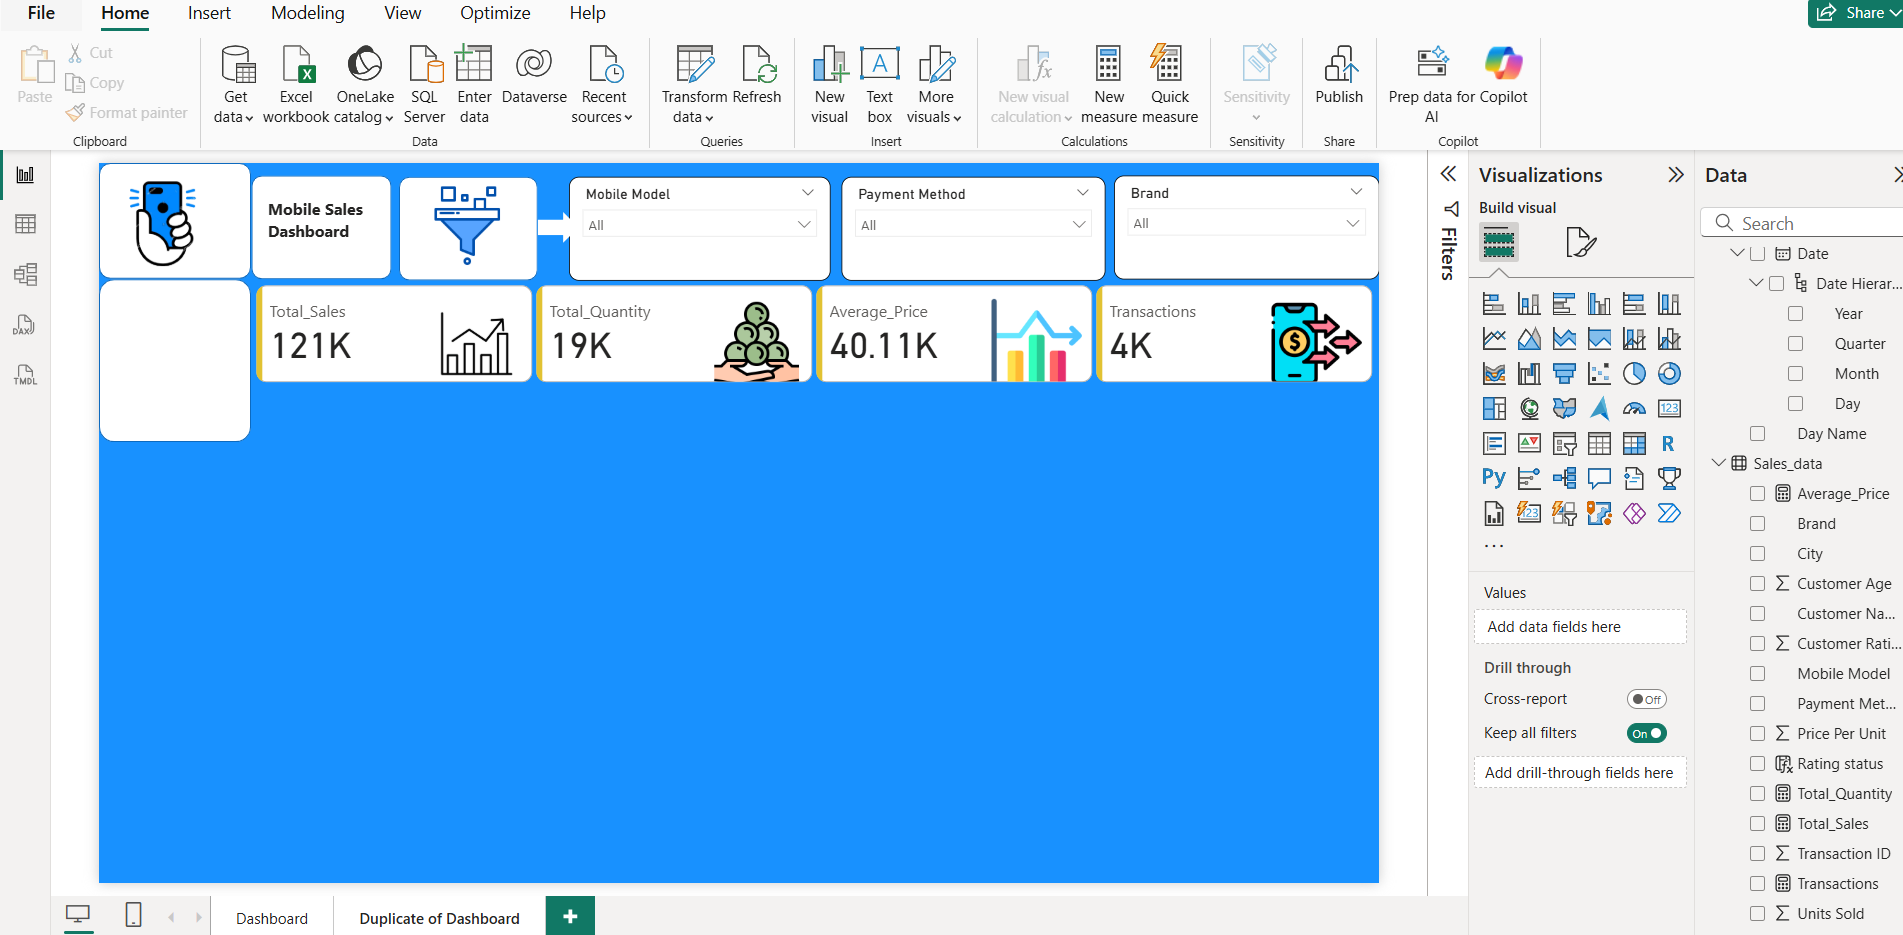 File Home Insert Modeling View Optimize Help
Share
Paste
Cut
Copy
Format painter
Clipboard
Get
data
Excel
workbook
OneLake
catalog
SQL
Server
Enter
data
Dataverse
Recent
sources
Data
Transform
data
Refresh
Queries
New
visual
Text
box
More
visuals
Insert
New visual
calculation
New
measure
Quick
measure
Calculations
Sensitivity
Sensitivity
Publish
Share
Prep data for
AI
Copilot
Copilot
DAX
TMDL
Mobile Sales
Dashboard
Mobile Model
All
Payment Method
All
Brand
All
Total_Sales
121K
Total_Quantity
19K
Average_Price
40.11K
Transactions
4K
Filters
Visualizations
Build visual
123
R
Py
123
...
Values
Add data fields here
Drill through
Cross-report
Off
Keep all filters
On
Add drill-through fields here
Data
Search
Date
Date Hierar...
Year
Quarter
Month
Day
Day Name
Sales_data
Average_Price
Brand
City
Customer Age
Customer Na...
Customer Rati...
Mobile Model
Payment Met...
Price Per Unit
Rating status
Total_Quantity
Total_Sales
Transaction ID
Transactions
Units Sold
Dashboard
Duplicate of Dashboard